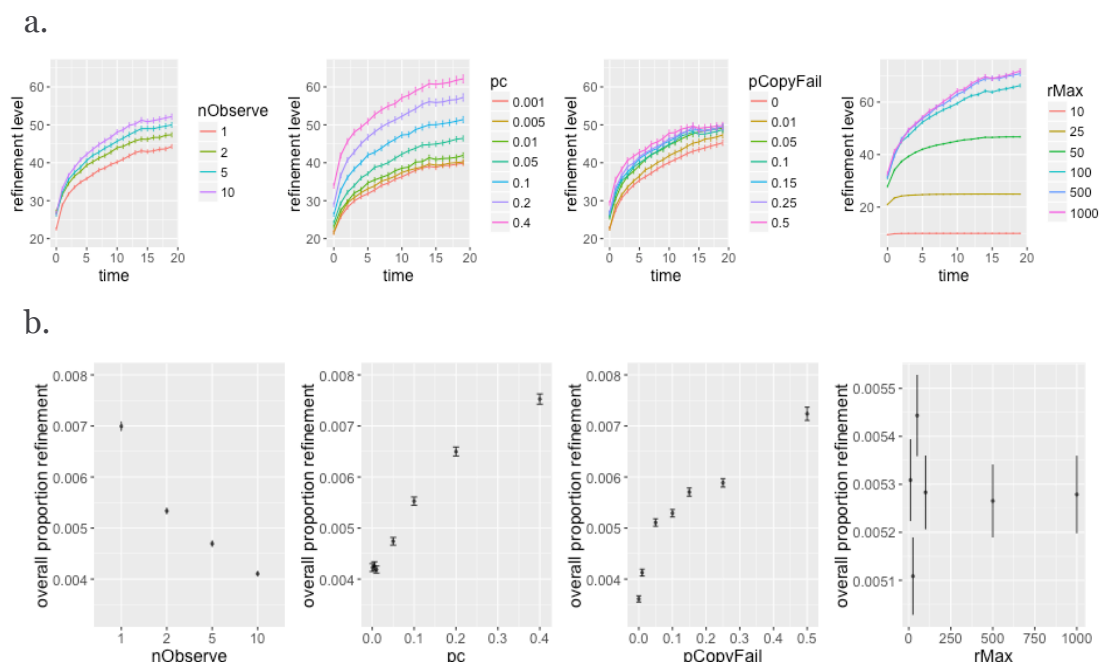 a.
refinement level
60
50
40
30
20
0 5 10 15 20
time
nObserve
1
2
5
10
refinement level
60
50
40
30
20
0 5 10 15 20
time
pc
0.001
0.005
0.01
0.05
0.1
0.2
0.4
refinement level
60
50
40
30
20
0 5 10 15 20
time
pCopyFail
0
0.01
0.05
0.1
0.15
0.25
0.5
refinement level
60
40
20
0 5 10 15 20
time
rMax
10
25
50
100
500
1000
b.
overall proportion refinement
0.008
0.007
0.006
0.005
0.004
1 2 5 10
nObserve
overall proportion refinement
0.008
0.007
0.006
0.005
0.004
0.0 0.1 0.2 0.3 0.4
pc
overall proportion refinement
0.008
0.007
0.006
0.005
0.004
0.0 0.1 0.2 0.3 0.4 0.5
pCopyFail
overall proportion refinement
0.0055
0.0054
0.0053
0.0052
0.0051
0 250 500 750 1000
rMax